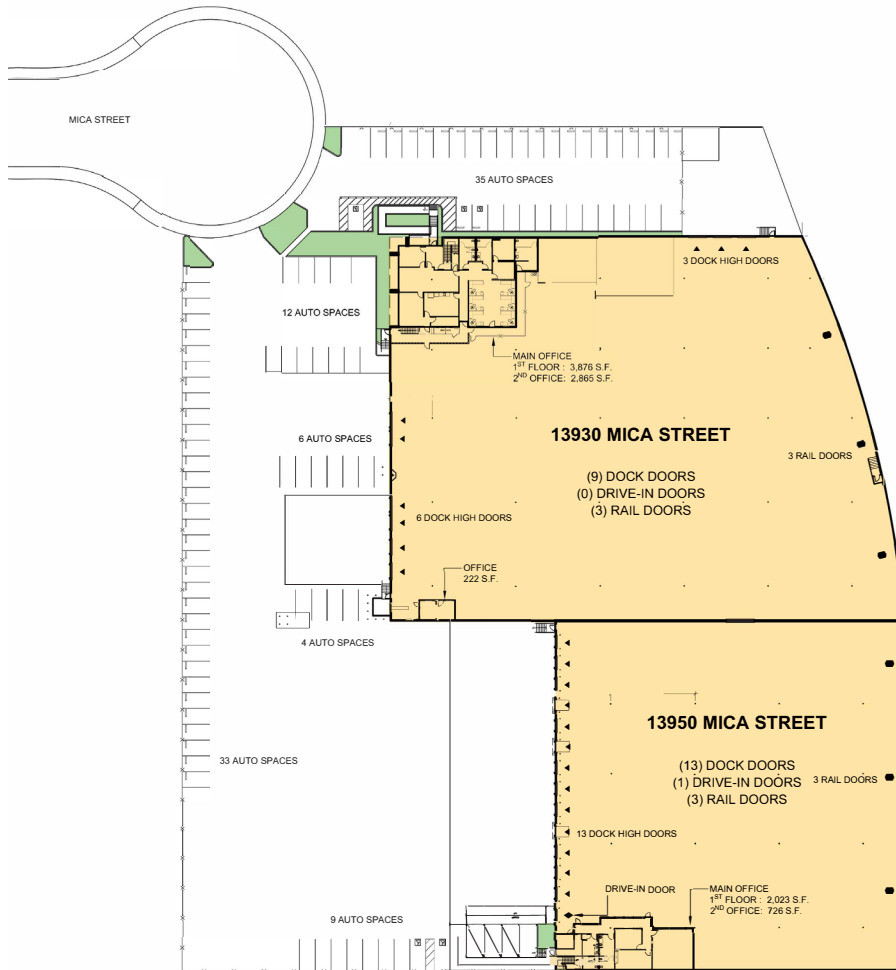 MICA STREET
35 AUTO SPACES
3 DOCK HIGH DOORS
12 AUTO SPACES
MAIN OFFICE
1ST FLOOR : 3,876 S.F.
2ND OFFICE: 2,865 S.F.
13930 MICA STREET
6 AUTO SPACES
3 RAIL DOORS
(9) DOCK DOORS
(0) DRIVE-IN DOORS
(3) RAIL DOORS
6 DOCK HIGH DOORS
OFFICE
222 S.F.
4 AUTO SPACES
13950 MICA STREET
33 AUTO SPACES
(13) DOCK DOORS
(1) DRIVE-IN DOORS
(3) RAIL DOORS
3 RAIL DOORS
13 DOCK HIGH DOORS
DRIVE-IN DOOR
MAIN OFFICE
1ST FLOOR : 2,023 S.F.
2ND OFFICE: 726 S.F.
9 AUTO SPACES